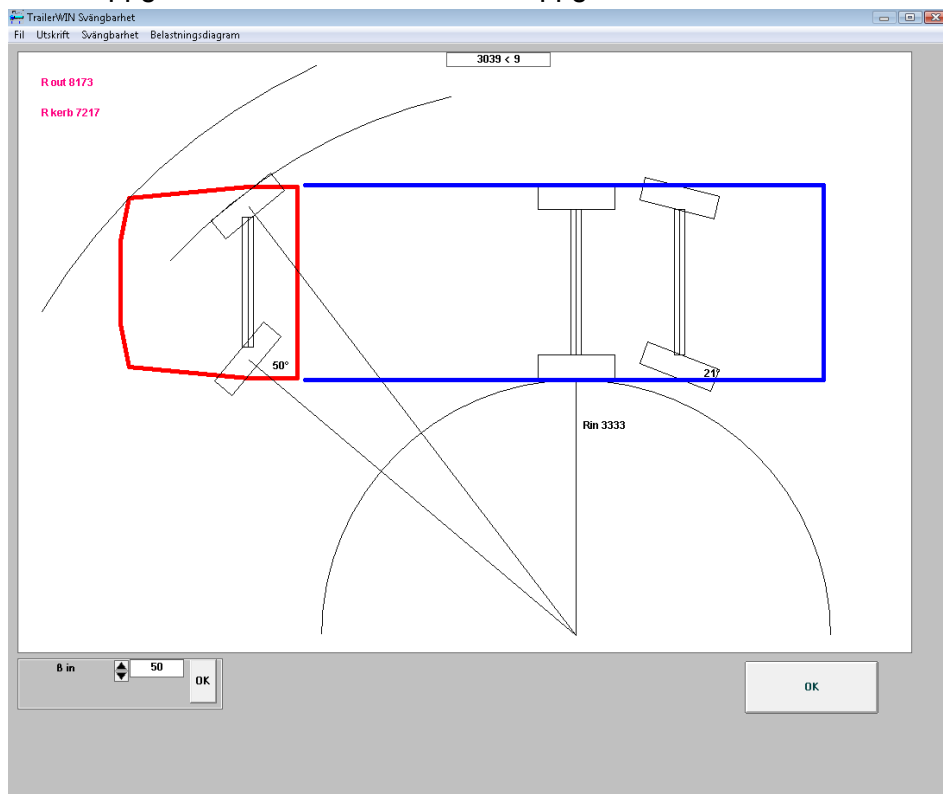 TrailerWIN Svängbarhet
Fil Utskrift Svängbarhet Belastningsdiagram
3039 < 9
R out 8173
R kerb 7217
50°
21°
Rin 3333
ß in
50
OK
OK